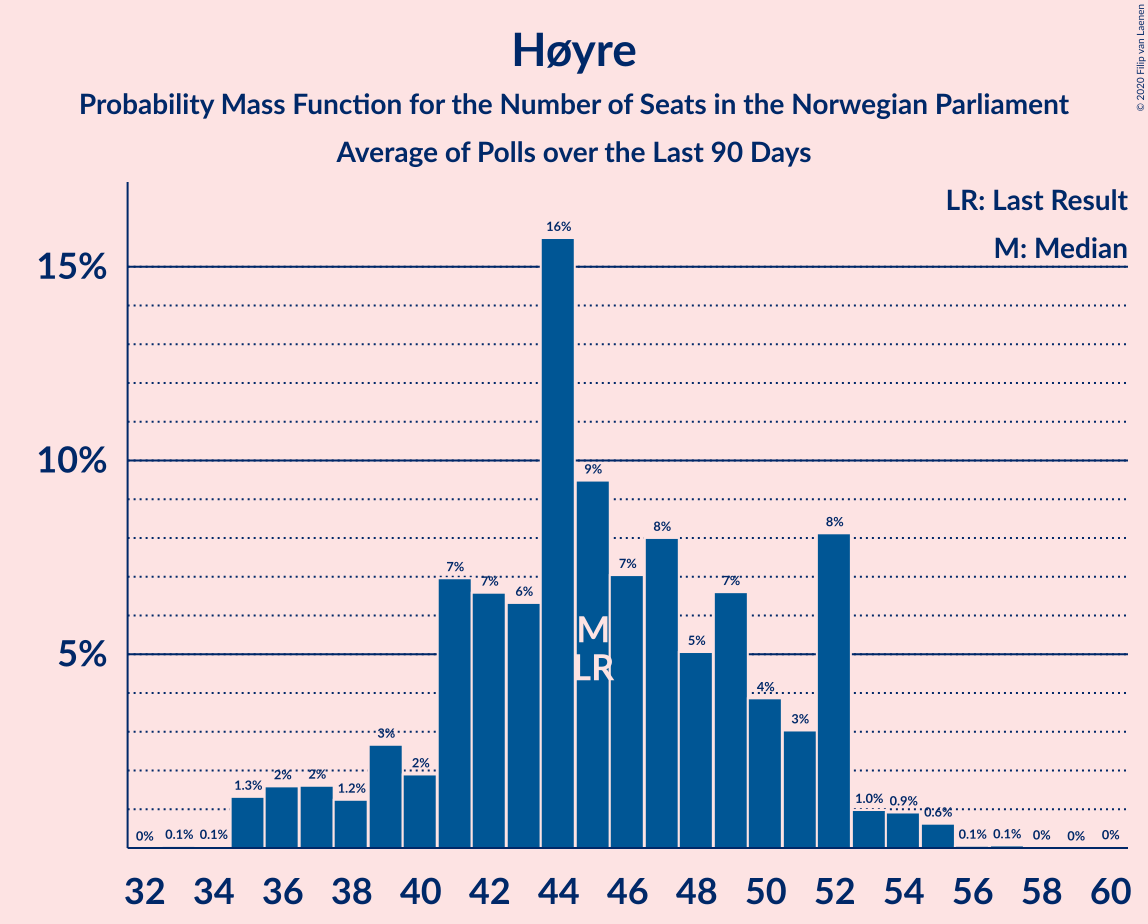 Høyre
Probability Mass Function for the Number of Seats in the Norwegian Parliament
Average of Polls over the Last 90 Days
© 2020 Filip van Laenen
LR: Last Result
M: Median
15%
10%
5%
0% 0.1% 0.1% 1.3% 2% 2% 1.2% 3% 2% 7% 7% 6% 16% 9% 7% 8% 5% 7% 4% 3% 8% 1.0% 0.9% 0.6% 0.1% 0.1% 0% 0% 0%
M
LR
32 34 36 38 40 42 44 46 48 50 52 54 56 58 60